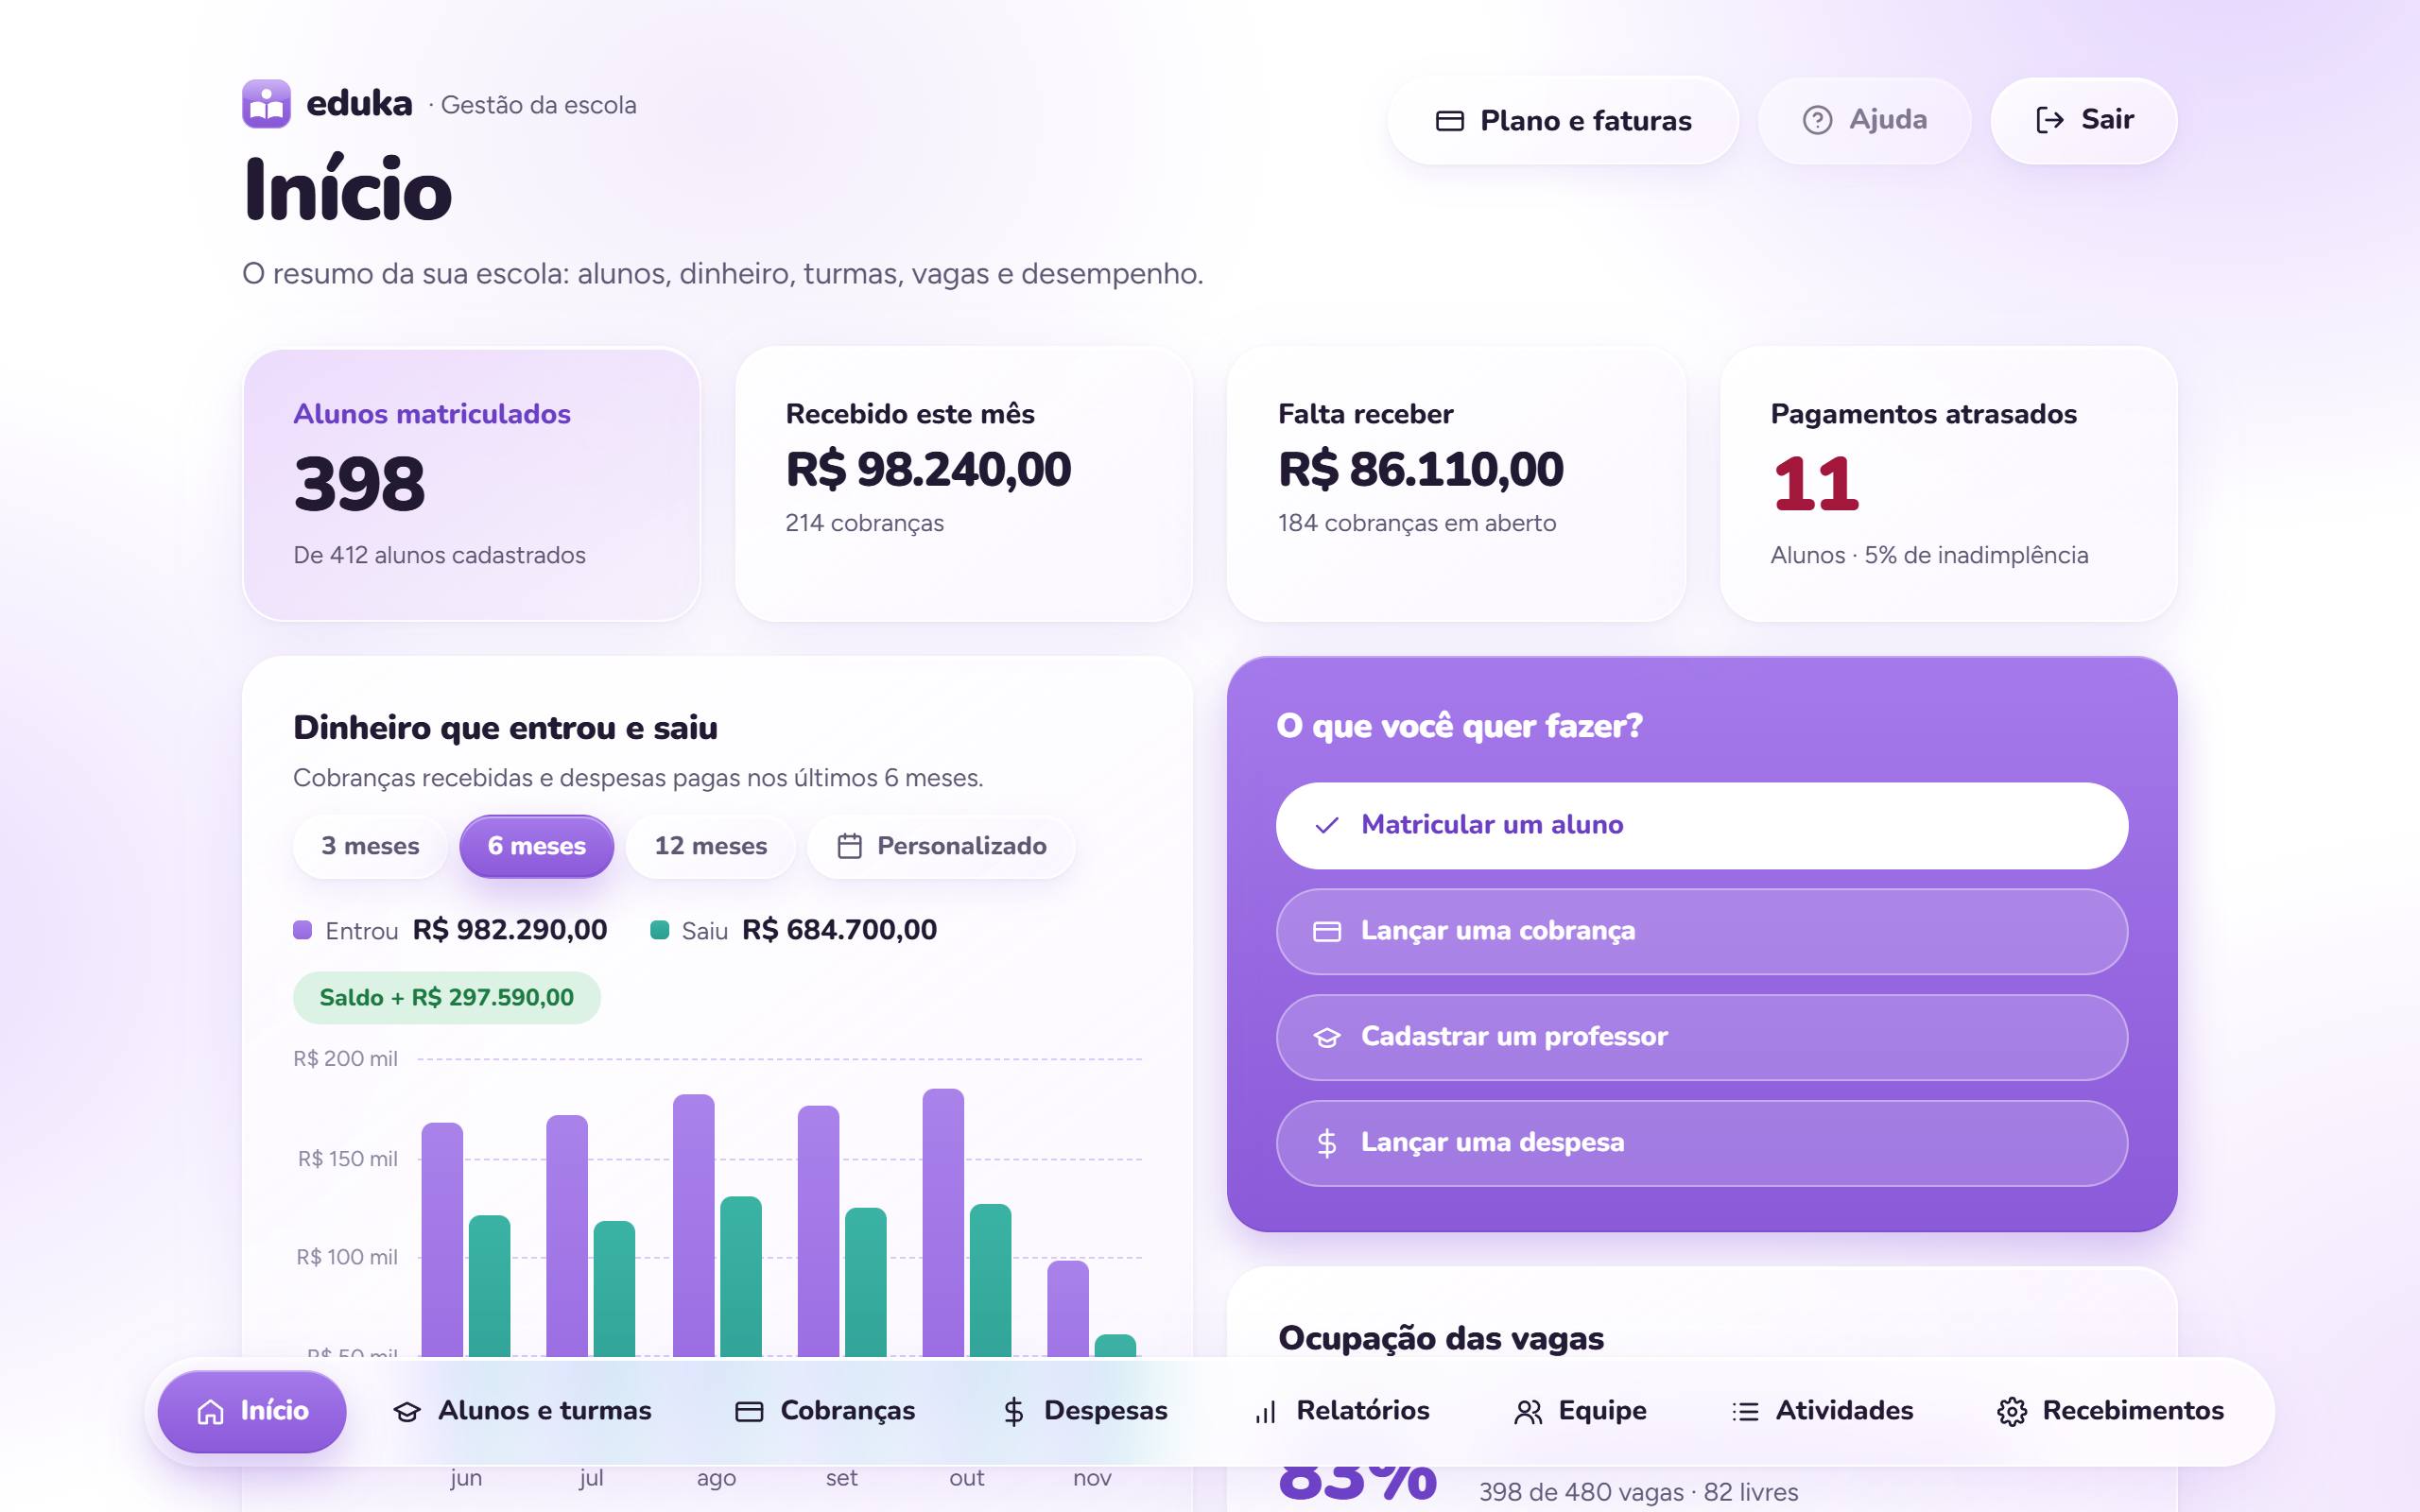 eduka · Gestão da escola
Plano e faturas
Ajuda
Sair
Início
O resumo da sua escola: alunos, dinheiro, turmas, vagas e desempenho.
Alunos matriculados
398
De 412 alunos cadastrados
Recebido este mês
R$ 98.240,00
214 cobranças
Falta receber
R$ 86.110,00
184 cobranças em aberto
Pagamentos atrasados
11
Alunos · 5% de inadimplência
Dinheiro que entrou e saiu
Cobranças recebidas e despesas pagas nos últimos 6 meses.
3 meses
6 meses
12 meses
Personalizado
Entrou R$ 982.290,00
Saiu R$ 684.700,00
Saldo + R$ 297.590,00
R$ 200 mil
R$ 150 mil
R$ 100 mil
R$ 50 mil
jun
jul
ago
set
out
nov
O que você quer fazer?
Matricular um aluno
Lançar uma cobrança
Cadastrar um professor
Lançar uma despesa
Ocupação das vagas
83%
398 de 480 vagas · 82 livres
Início
Alunos e turmas
Cobranças
Despesas
Relatórios
Equipe
Atividades
Recebimentos